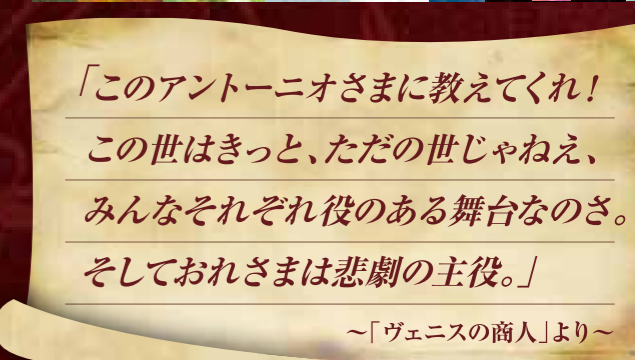 「このアントーニオさまに教えてくれ！
この世はきっと、ただの世じゃねえ、
みんなそれぞれ役のある舞台なのさ。
そしておれさまは悲劇の主役。」
～「ヴェニスの商人」より～